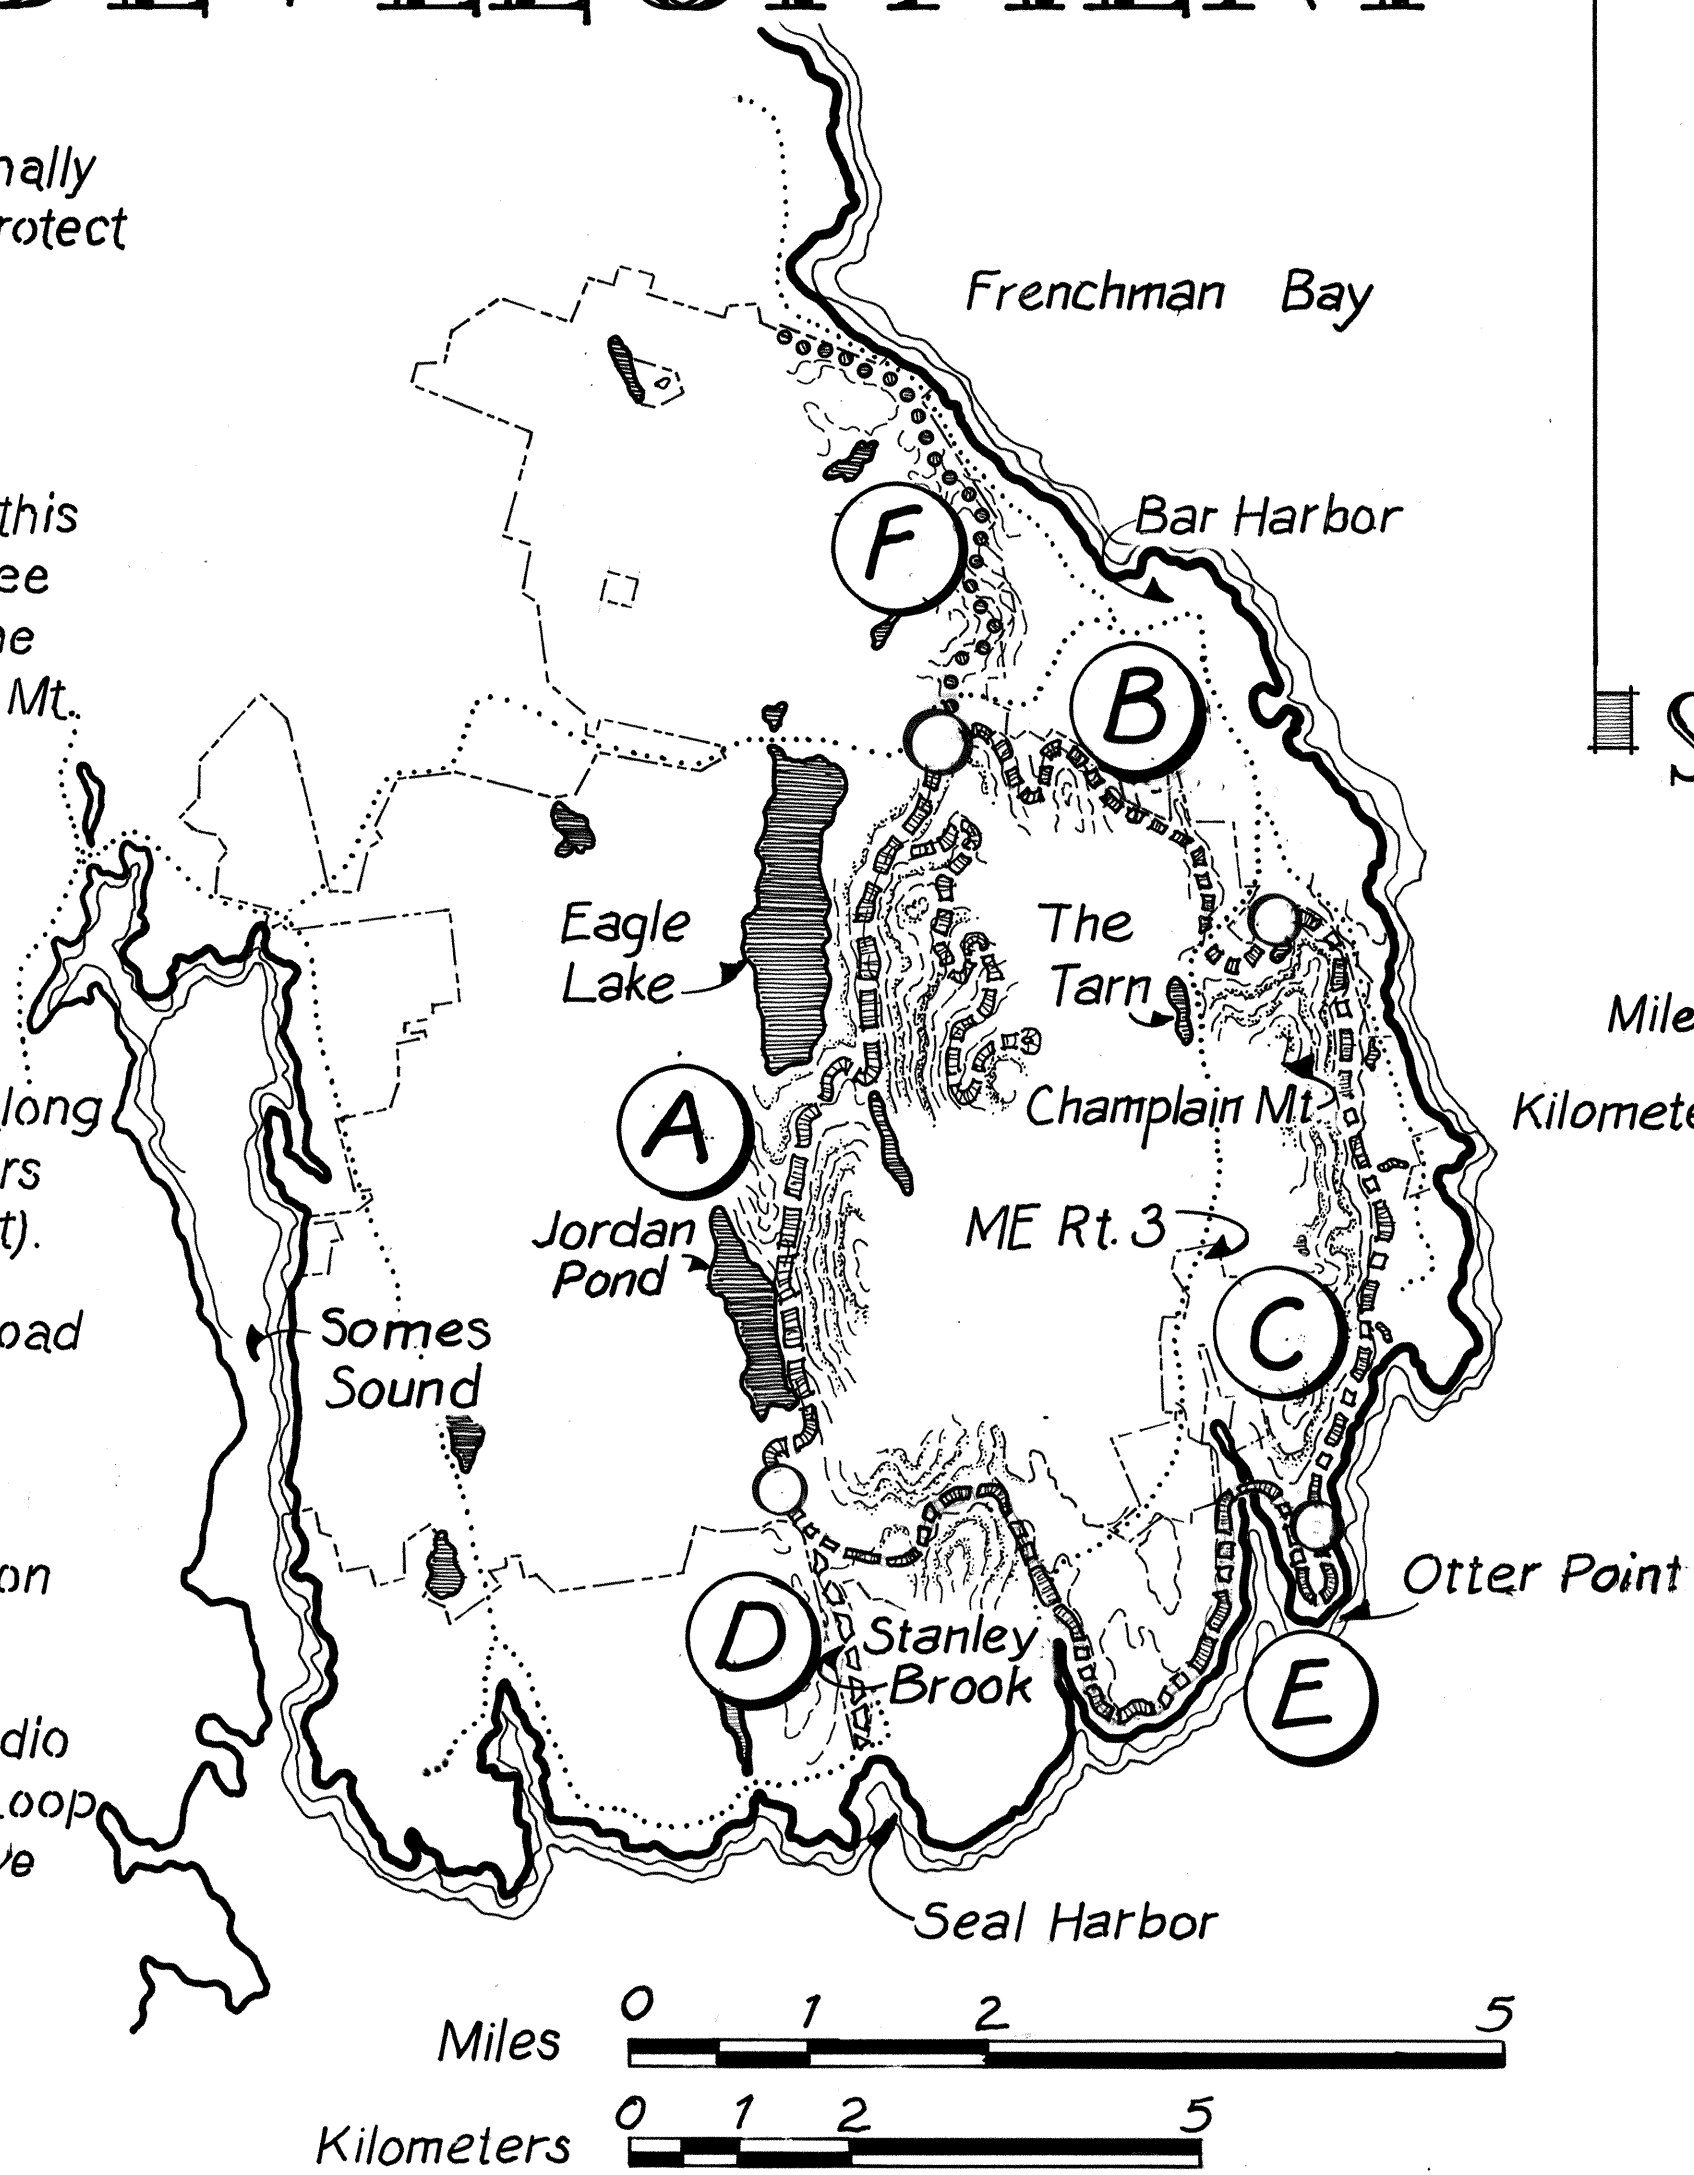 DEVELOPMENT
nally
rotect
this
ee
ne
Mt.
long
rs
t).
oad
on
dio
Loop
ve
Frenchman Bay
Bar Harbor
F
B
Eagle
Lake
The
Tarn
A
Champlain Mt.
Jordan
Pond
ME Rt. 3
C
Somes
Sound
Otter Point
D
Stanley
Brook
E
Seal Harbor
Mile
Kilomete
S
Miles
0 1 2 5
Kilometers
0 1 2 5